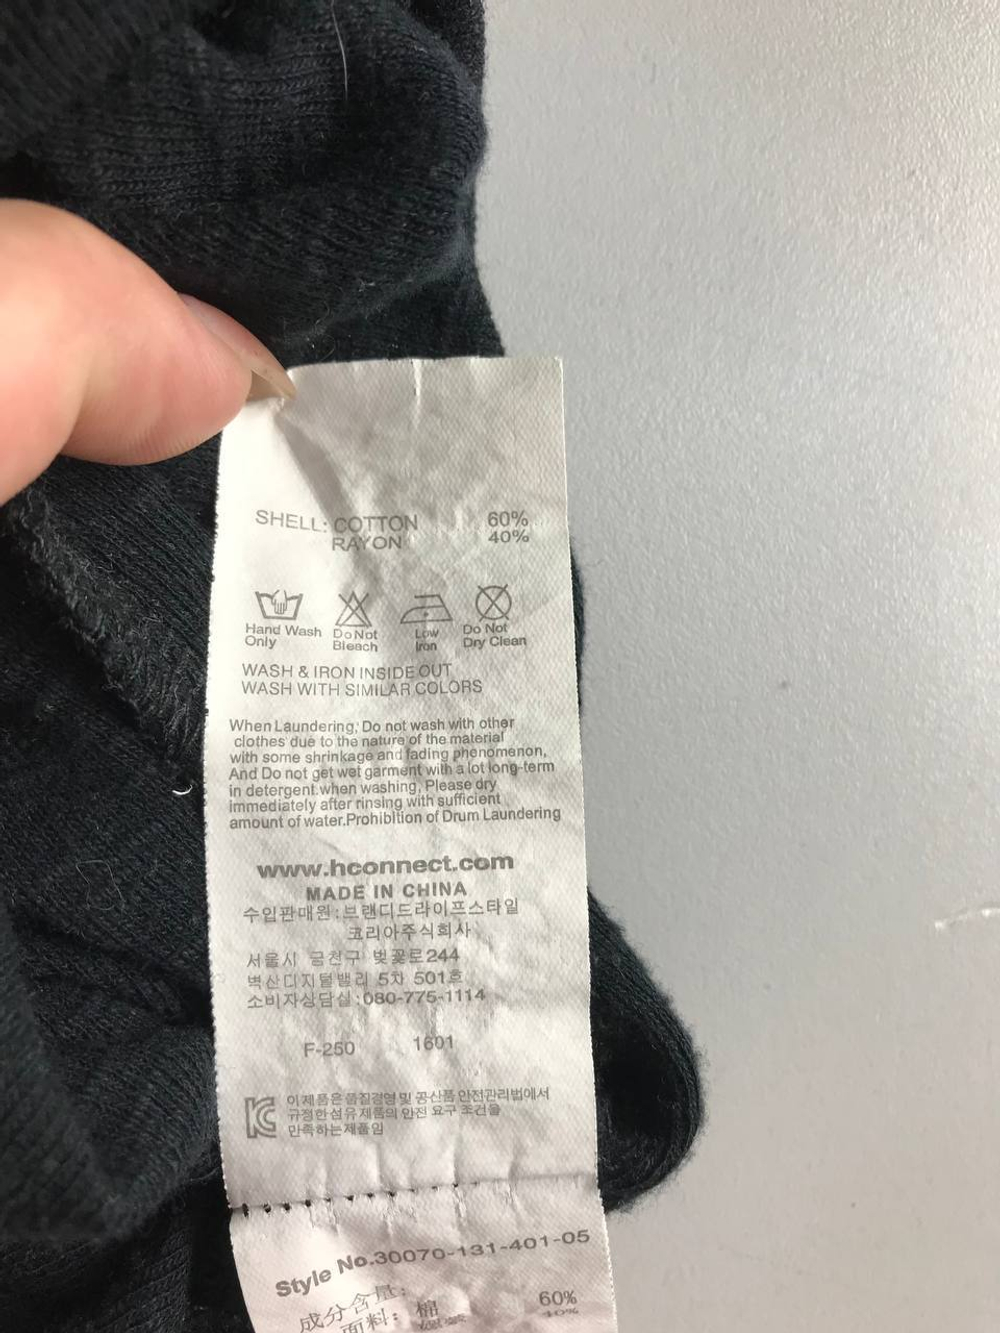 SHELL: COTTON 60%
RAYON 40%
Hand Wash Only
Do Not Bleach
Low Iron
Do Not Dry Clean
WASH & IRON INSIDE OUT
WASH WITH SIMILAR COLORS
When Laundering; Do not wash with other
clothes due to the nature of the material
with some shrinkage and fading phenomenon,
And Do not get wet garment with a lot long-term
in detergent.when washing, Please dry
immediately after rinsing with sufficient
amount of water.Prohibition of Drum Laundering
www.hconnect.com
MADE IN CHINA
수입판매원:브랜디드라이프스타일
코리아주식회사
서울시 금천구 벚꽃로244
벽산디지털밸리 5차 501호
소비자상담실:080-775-1114
F-250 1601
이제품은품질경영및 공산품안전관리법에서
규정한섬유제품의안전 요구 조건을
만족하는제품임
Style No.30070-131-401-05
成分含量:
面料: 棉 60%